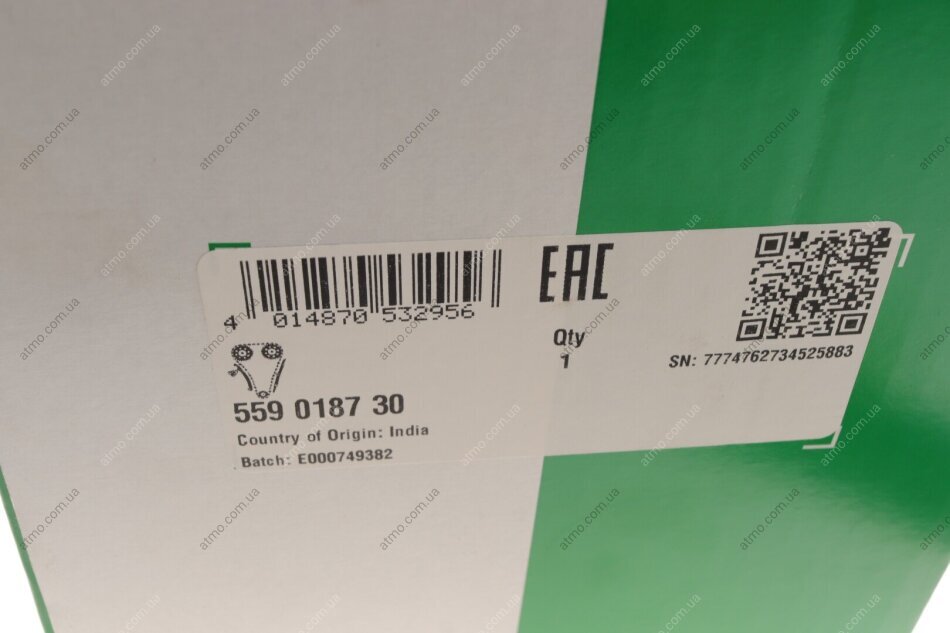 4 014870 532956
EAC
Qty
1
SN: 7774762734525883
559 0187 30
Country of Origin: India
Batch: E000749382
atmo.com.ua